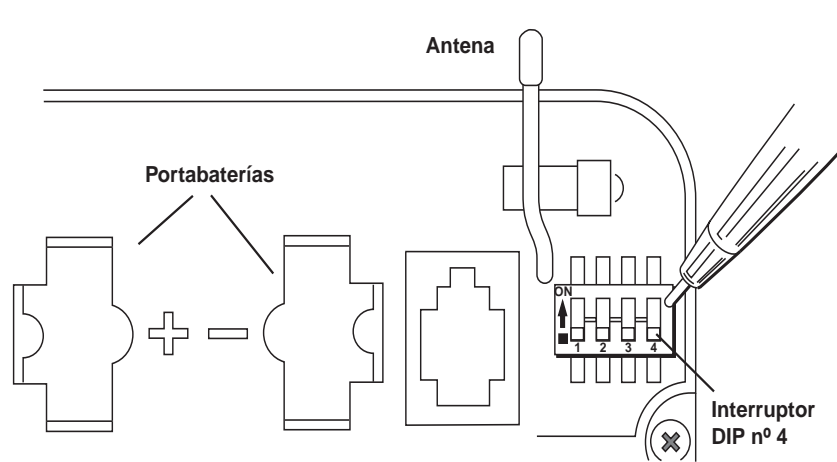 Antena
Portabaterías
+ −
ON
1 2 3 4
Interruptor
DIP nº 4